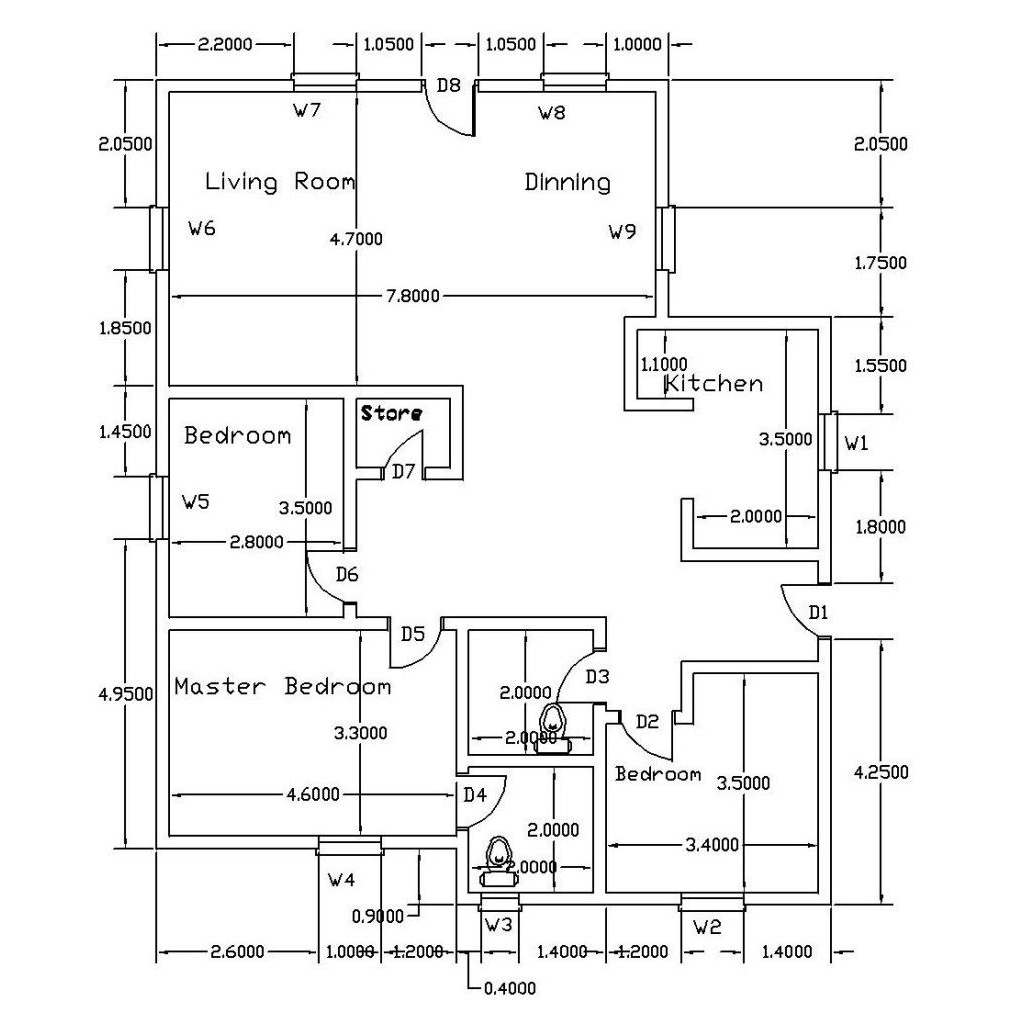 2.2000
1.0500
1.0500
1.0000
D8
W7
W8
2.0500
2.0500
Living Room
Dinning
W6
W9
4.7000
1.7500
7.8000
1.8500
1.1000
1.5500
Kitchen
Store
1.4500
Bedroom
3.5000
W1
D7
W5
3.5000
2.0000
1.8000
2.8000
D6
D1
D5
D3
4.9500
Master Bedroom
2.0000
D2
3.3000
2.0000
Bedroom
4.2500
3.5000
4.6000
D4
2.0000
3.4000
2.0000
W4
0.9000
W3
W2
2.6000
1.0000
1.2000
1.4000
1.2000
1.4000
0.4000